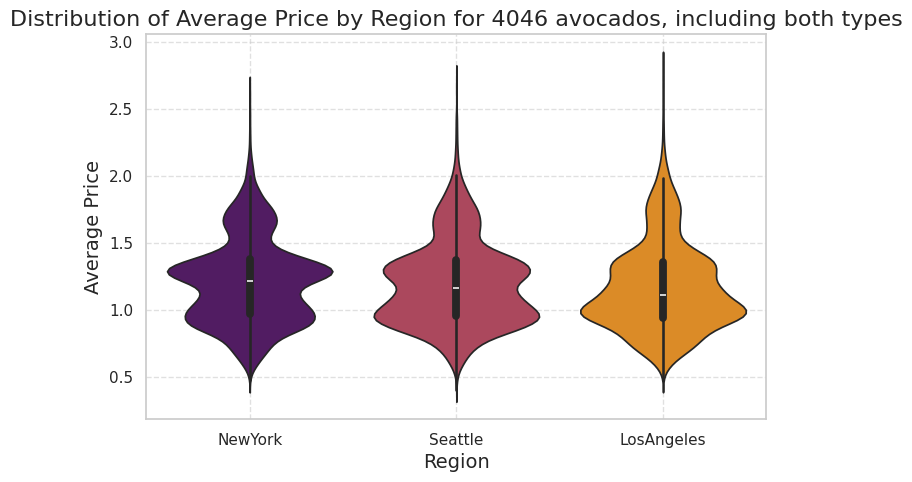 Distribution of Average Price by Region for 4046 avocados, including both types
3.0
2.5
2.0
1.5
1.0
0.5
Average Price
NewYork
Seattle
LosAngeles
Region